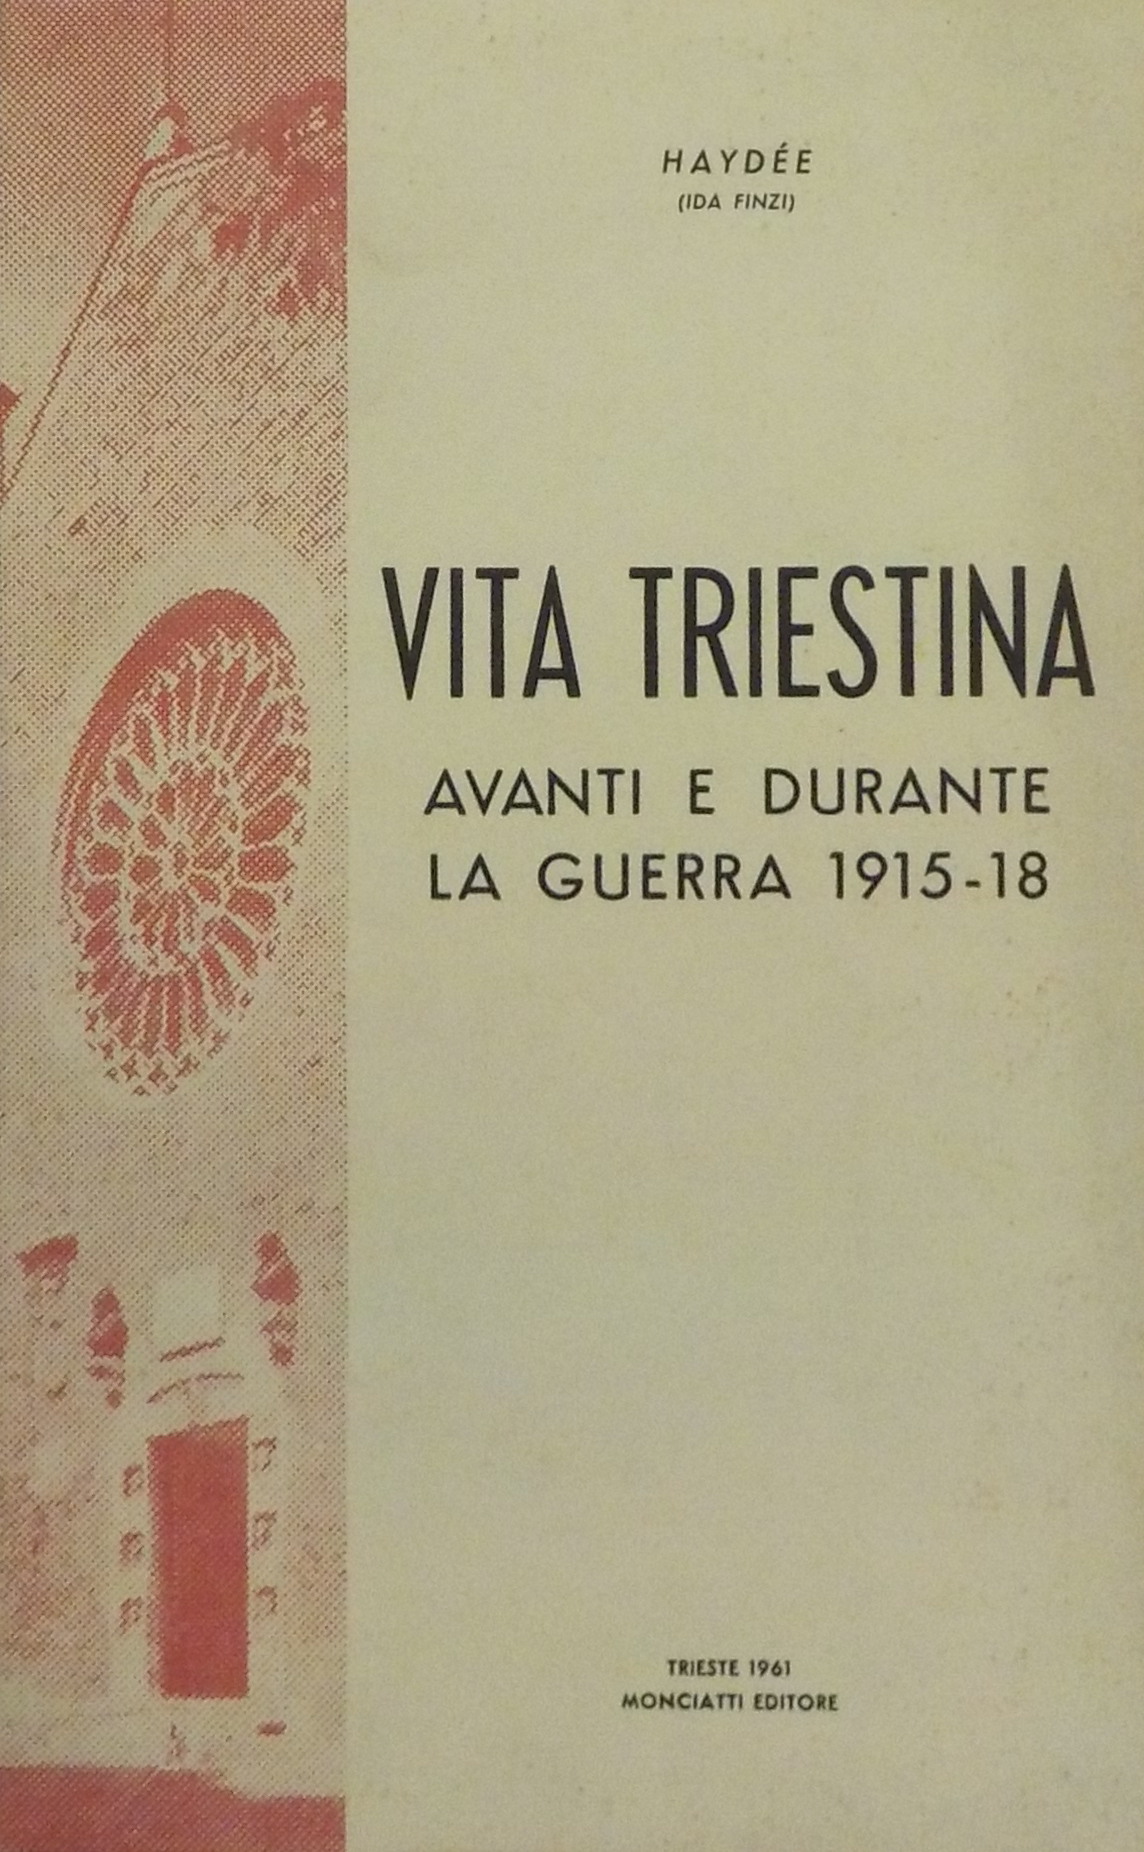 HAYDÉE
(IDA FINZI)
VITA TRIESTINA
AVANTI E DURANTE
LA GUERRA 1915-18
TRIESTE 1961
MONCIATTI EDITORE